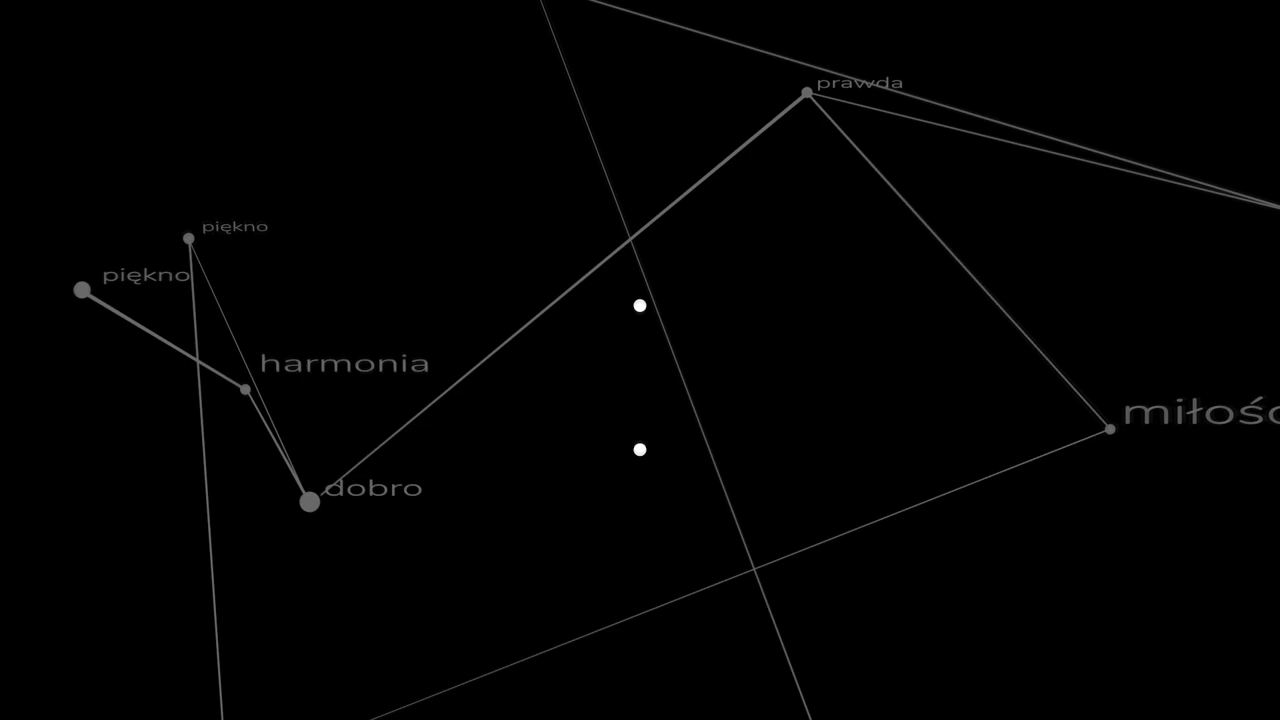 prawda
piękno
piękno
harmonia
miłość
dobro